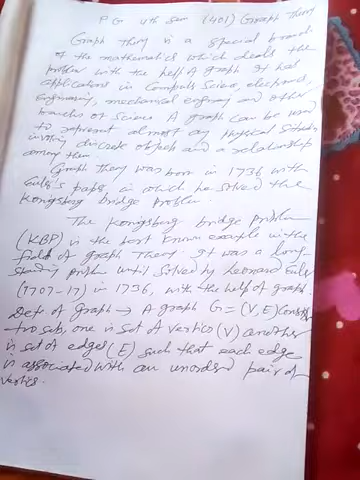 P G 4th Sem (401) Graph Theory
Graph Theory is a special branch
of the mathematics which deals the
problem with the help of graph It has
applications in Computer Science, electrical
Engineering, mechanical engineering and other
branches of Science A graph can be used
to represent almost any physical situation
involving discrete objects and a relationship
among them
Graph Theory was born in 1736 with
Euler's paper in which he solved the
Konigsberg bridge problem.
The Konigsberg bridge problem
(KBP) is the best known example in the
field of graph Theory. It was a long
standing problem until solved by Leonard Euler
(1707-17) in 1736, with the help of graph.
Def of Graph → A graph G = (V, E) Consists
two sets, one is set of vertices (V) another
is set of edges (E) such that each edge
is associated with an unordered pair of
vertices.